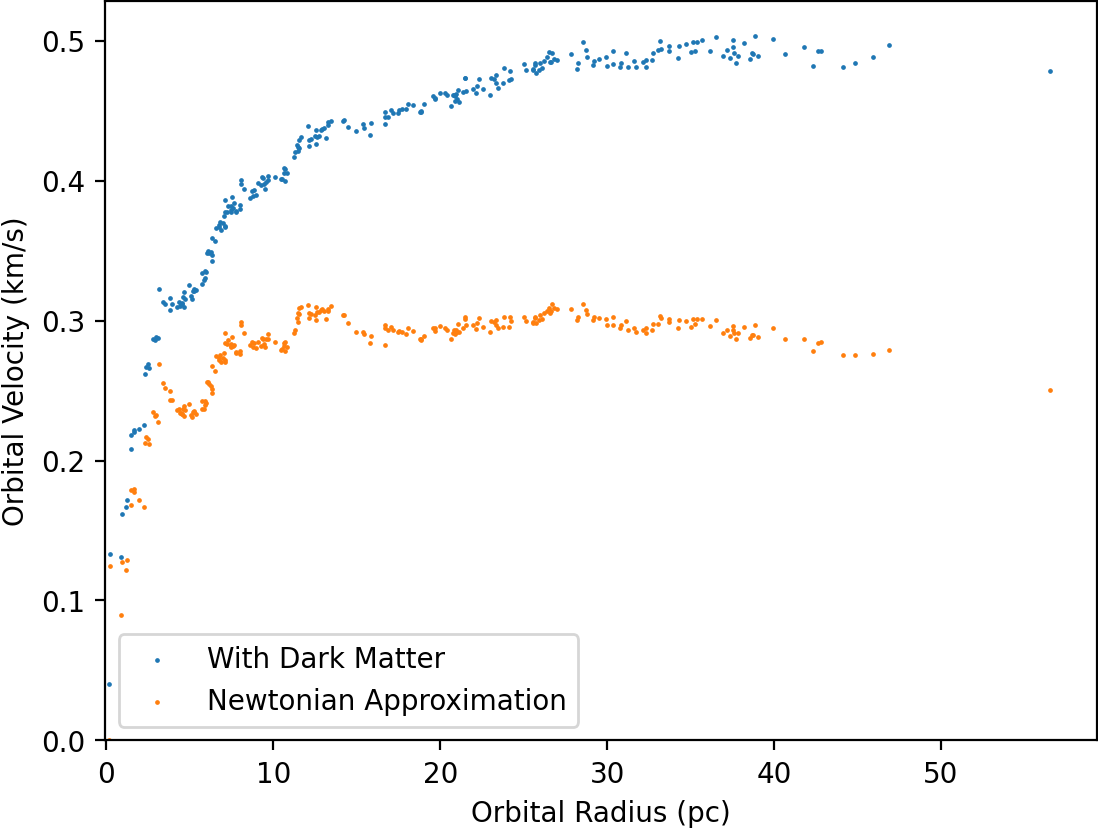 0.5
0.4
0.3
0.2
0.1
0.0
Orbital Velocity (km/s)
With Dark Matter
Newtonian Approximation
0 10 20 30 40 50
Orbital Radius (pc)